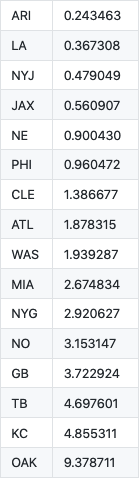 ARI 0.243463
LA 0.367308
NYJ 0.479049
JAX 0.560907
NE 0.900430
PHI 0.960472
CLE 1.386677
ATL 1.878315
WAS 1.939287
MIA 2.674834
NYG 2.920627
NO 3.153147
GB 3.722924
TB 4.697601
KC 4.855311
OAK 9.378711